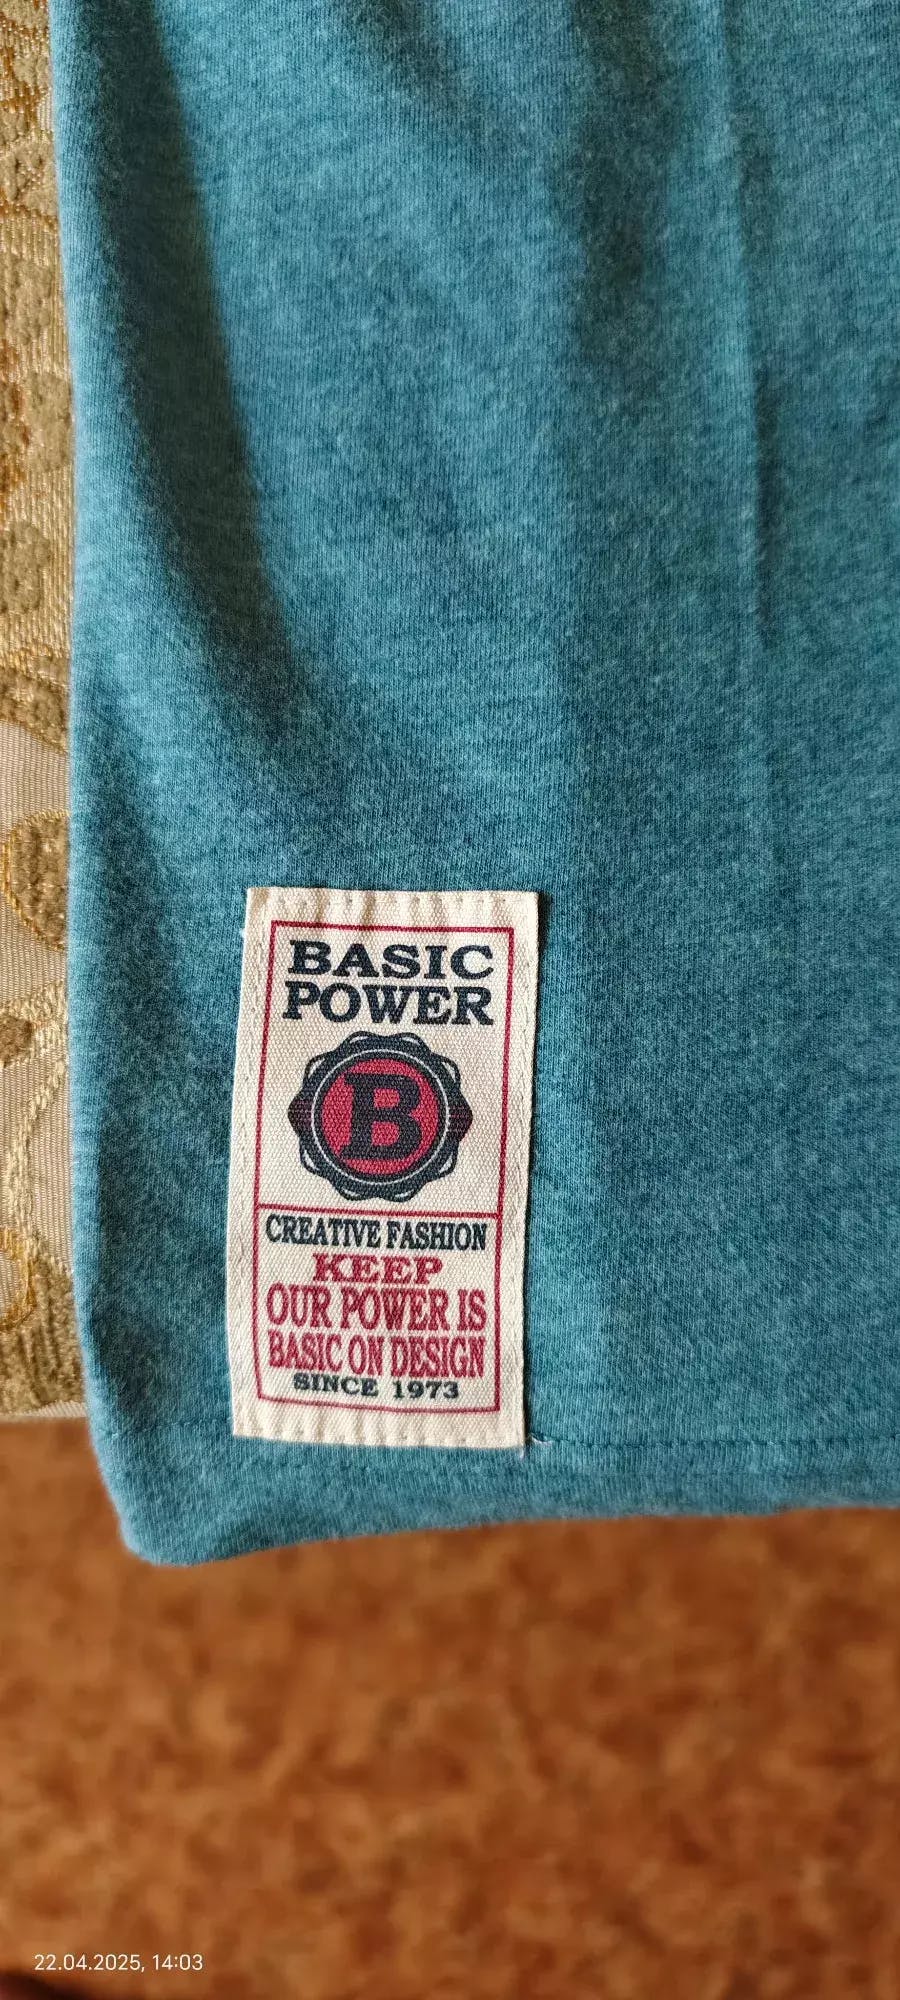 BASIC
POWER
B
CREATIVE FASHION
KEEP
OUR POWER IS
BASIC ON DESIGN
SINCE 1973
22.04.2025, 14:03